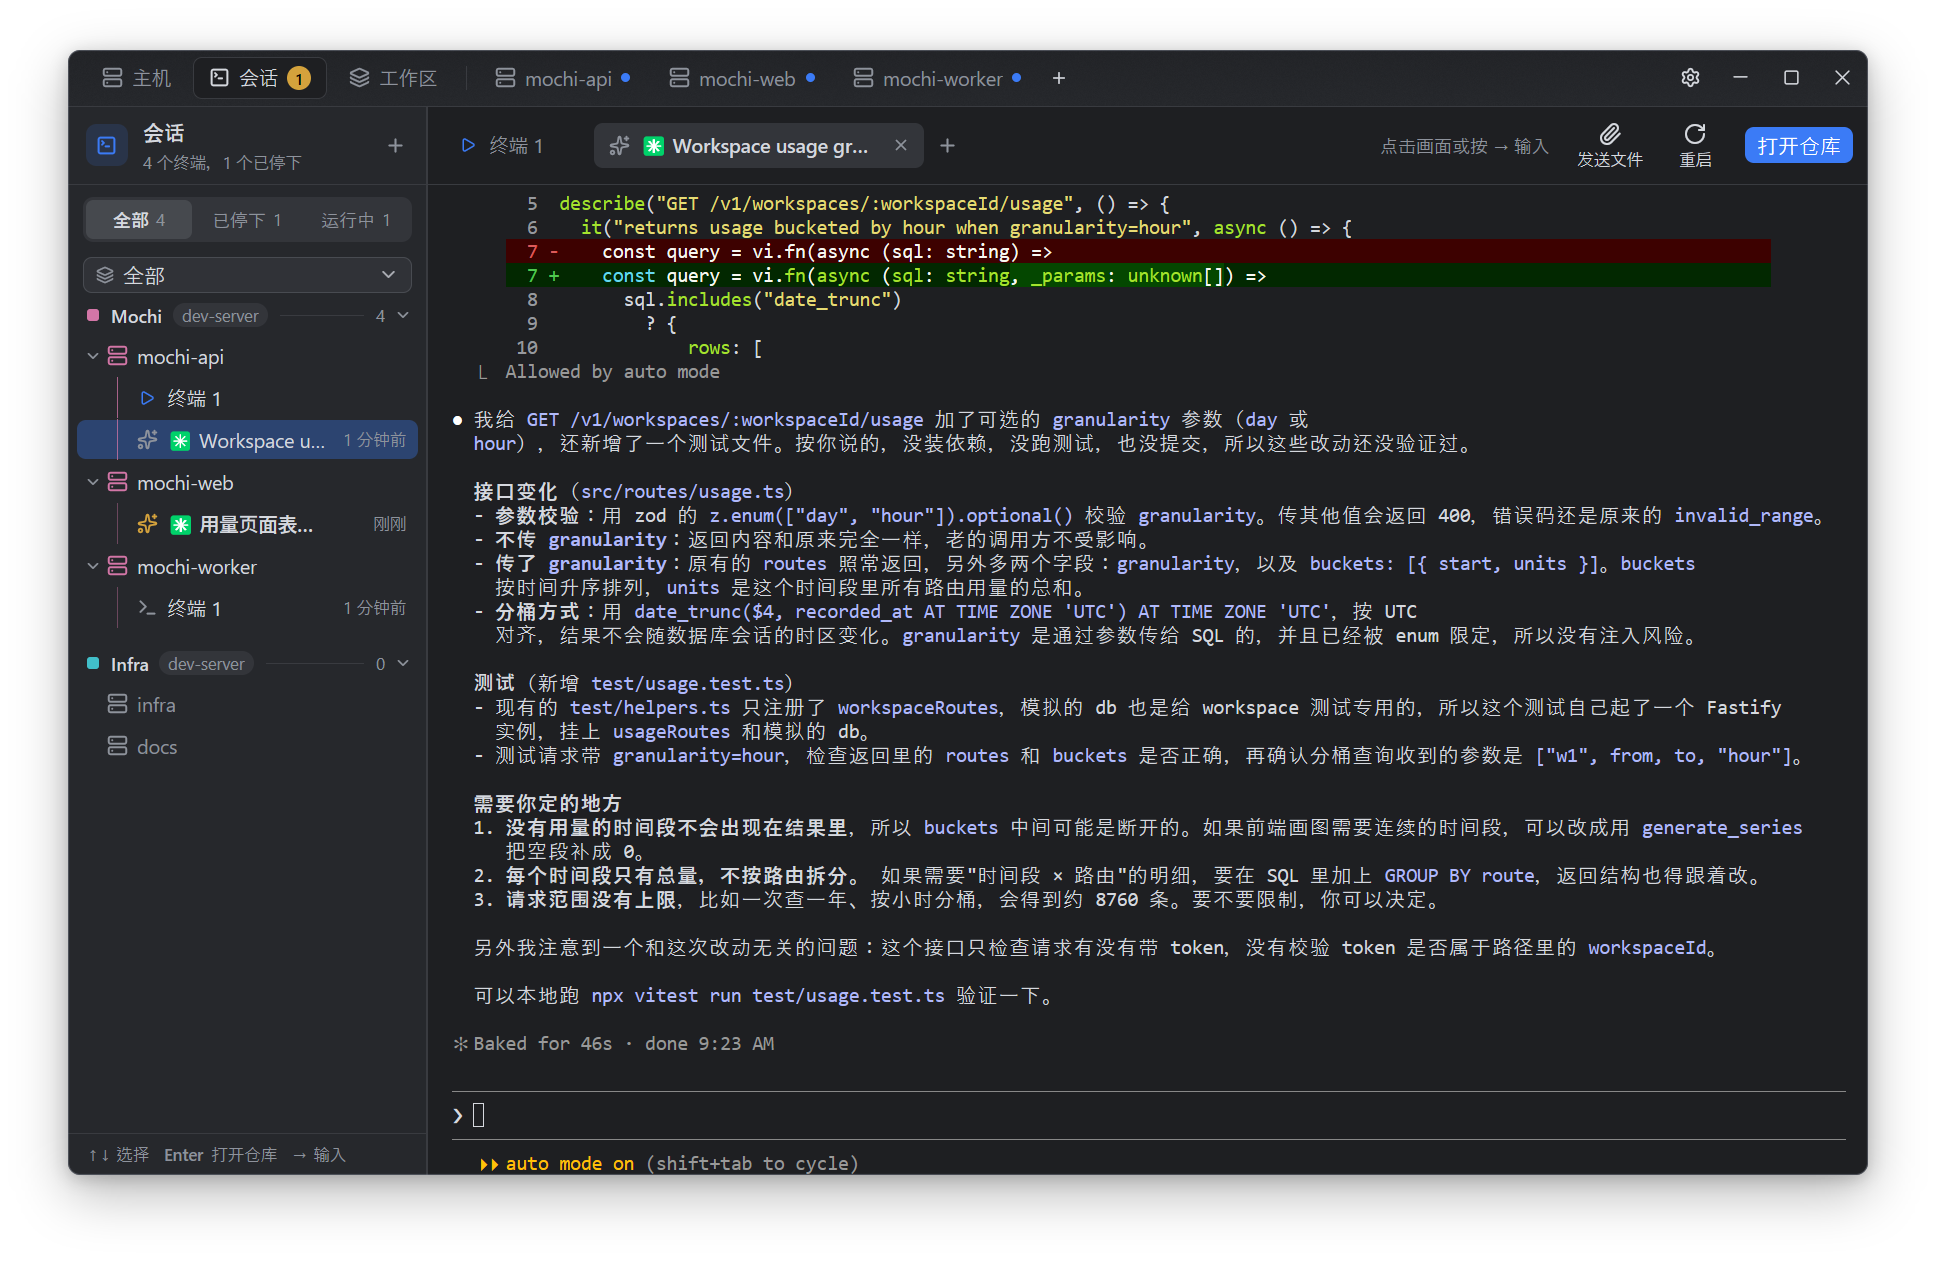 主机
会话 1
工作区
mochi-api
mochi-web
mochi-worker
会话
4 个终端，1 个已停下
全部 4
已停下 1
运行中 1
全部
Mochi dev-server 4
mochi-api
终端 1
Workspace u... 1 分钟前
mochi-web
用量页面表... 刚刚
mochi-worker
终端 1 1 分钟前
Infra dev-server 0
infra
docs
↑↓ 选择 Enter 打开仓库 → 输入
终端 1
Workspace usage gr...
点击画面或按 → 输入
发送文件
重启
打开仓库
5 describe("GET /v1/workspaces/:workspaceId/usage", () => {
6 it("returns usage bucketed by hour when granularity=hour", async () => {
7 - const query = vi.fn(async (sql: string) =>
7 + const query = vi.fn(async (sql: string, _params: unknown[]) =>
8 sql.includes("date_trunc")
9 ? {
10 rows: [
Allowed by auto mode
● 我给 GET /v1/workspaces/:workspaceId/usage 加了可选的 granularity 参数（day 或
hour），还新增了一个测试文件。按你说的，没装依赖，没跑测试，也没提交，所以这些改动还没验证过。
接口变化（src/routes/usage.ts）
- 参数校验：用 zod 的 z.enum(["day", "hour"]).optional() 校验 granularity。传其他值会返回 400，错误码还是原来的 invalid_range。
- 不传 granularity：返回内容和原来完全一样，老的调用方不受影响。
- 传了 granularity：原有的 routes 照常返回，另外多两个字段：granularity，以及 buckets: [{ start, units }]。buckets
按时间升序排列，units 是这个时间段里所有路由用量的总和。
- 分桶方式：用 date_trunc($4, recorded_at AT TIME ZONE 'UTC') AT TIME ZONE 'UTC'，按 UTC
对齐，结果不会随数据库会话的时区变化。granularity 是通过参数传给 SQL 的，并且已经被 enum 限定，所以没有注入风险。
测试（新增 test/usage.test.ts）
- 现有的 test/helpers.ts 只注册了 workspaceRoutes，模拟的 db 也是给 workspace 测试专用的，所以这个测试自己起了一个 Fastify
实例，挂上 usageRoutes 和模拟的 db。
- 测试请求带 granularity=hour，检查返回里的 routes 和 buckets 是否正确，再确认分桶查询收到的参数是 ["w1", from, to, "hour"]。
需要你定的地方
1. 没有用量的时间段不会出现在结果里，所以 buckets 中间可能是断开的。如果前端画图需要连续的时间段，可以改成用 generate_series
把空段补成 0。
2. 每个时间段只有总量，不按路由拆分。 如果需要"时间段 × 路由"的明细，要在 SQL 里加上 GROUP BY route，返回结构也得跟着改。
3. 请求范围没有上限，比如一次查一年、按小时分桶，会得到约 8760 条。要不要限制，你可以决定。
另外我注意到一个和这次改动无关的问题：这个接口只检查请求有没有带 token，没有校验 token 是否属于路径里的 workspaceId。
可以本地跑 npx vitest run test/usage.test.ts 验证一下。
✻ Baked for 46s · done 9:23 AM
❯
⏵⏵ auto mode on (shift+tab to cycle)